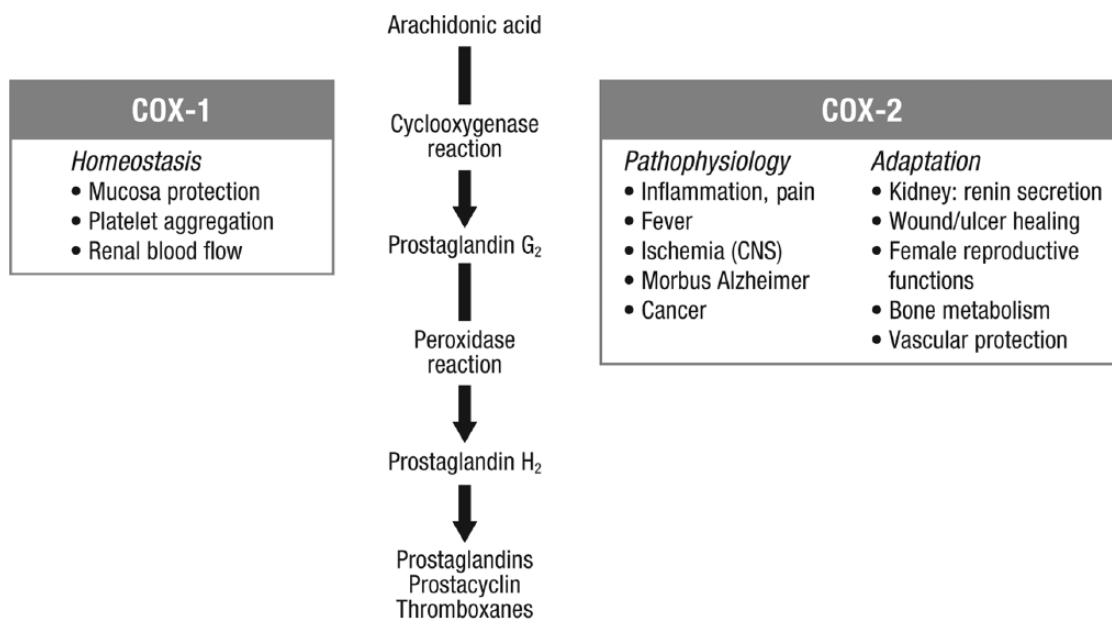 Arachidonic acid
COX-1
Homeostasis
• Mucosa protection
• Platelet aggregation
• Renal blood flow
Cyclooxygenase
reaction
Prostaglandin G₂
Peroxidase
reaction
Prostaglandin H₂
Prostaglandins
Prostacyclin
Thromboxanes
COX-2
Pathophysiology
• Inflammation, pain
• Fever
• Ischemia (CNS)
• Morbus Alzheimer
• Cancer
Adaptation
• Kidney: renin secretion
• Wound/ulcer healing
• Female reproductive
functions
• Bone metabolism
• Vascular protection